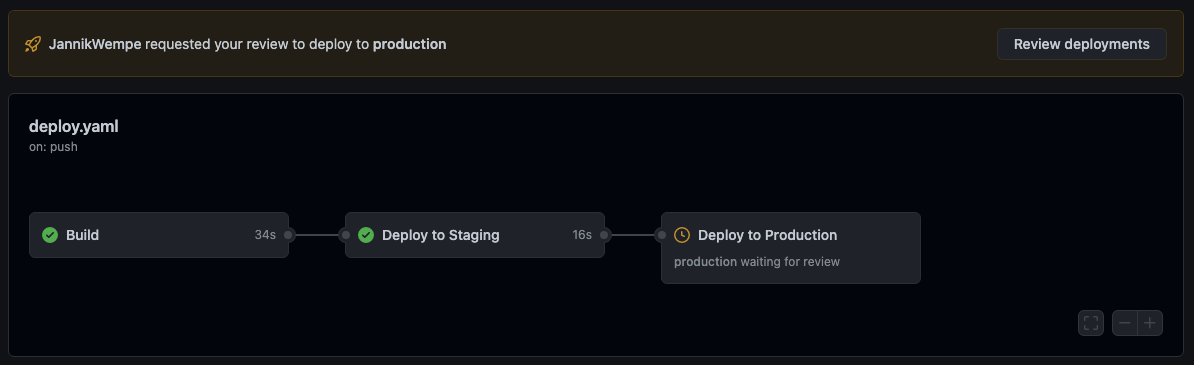 JannikWempe requested your review to deploy to production
Review deployments
deploy.yaml
on: push
Build 34s
Deploy to Staging 16s
Deploy to Production
production waiting for review